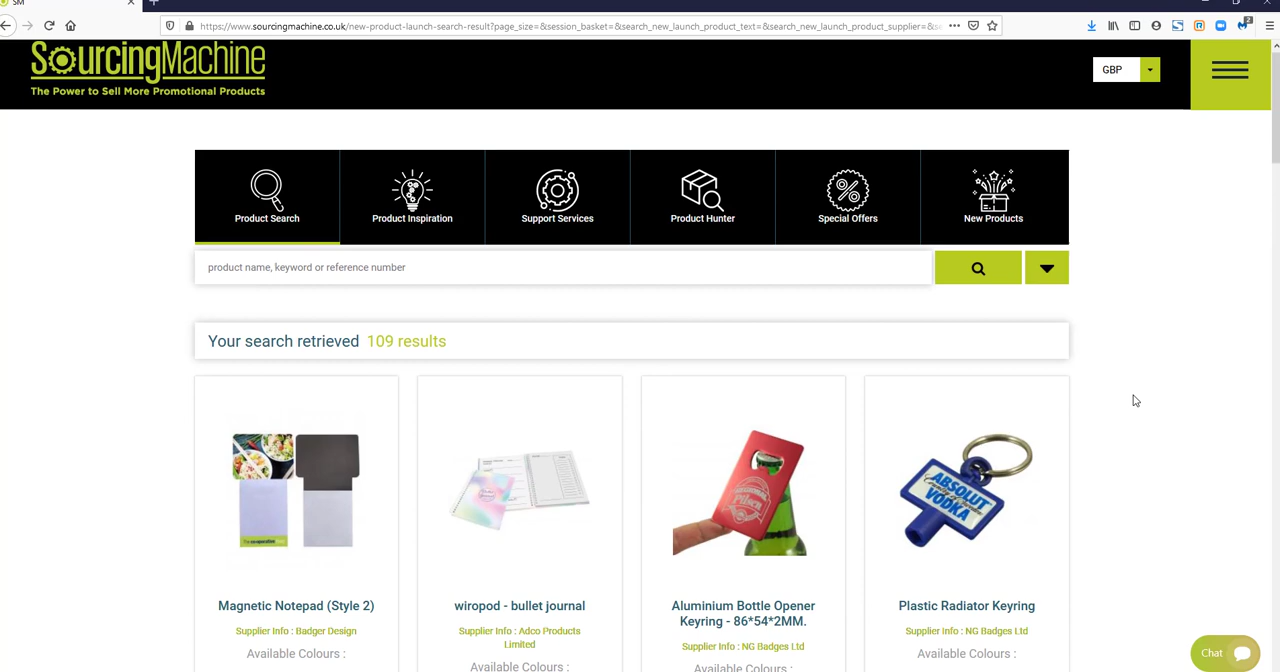 SM
https://www.sourcingmachine.co.uk/new-product-launch-search-result?page_size=&session_basket=&search_new_launch_product_text=&search_new_launch_product_supplier=&
SourcingMachine
The Power to Sell More Promotional Products
GBP
Product Search
Product Inspiration
Support Services
Product Hunter
Special Offers
New Products
product name, keyword or reference number
Your search retrieved 109 results
ABSOLUT
VODKA
Magnetic Notepad (Style 2)
wiropod - bullet journal
Aluminium Bottle Opener
Keyring - 86*54*2MM.
Plastic Radiator Keyring
Supplier Info : Badger Design
Supplier Info : Adco Products
Limited
Supplier Info : NG Badges Ltd
Supplier Info : NG Badges Ltd
Available Colours :
Available Colours :
Available Colours :
Available Colours :
Chat